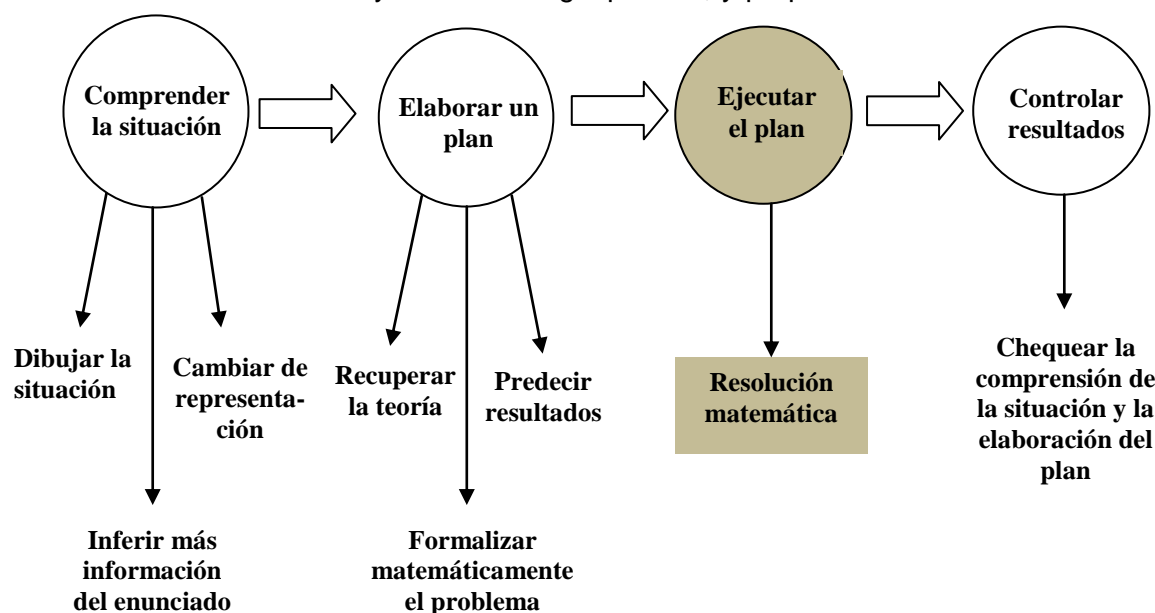 Comprender
la situación
Elaborar un
plan
Ejecutar
el plan
Controlar
resultados
Dibujar la
situación
Cambiar de
representa-
ción
Inferir más
información
del enunciado
Recuperar
la teoría
Predecir
resultados
Formalizar
matemáticamente
el problema
Resolución
matemática
Chequear la
comprensión de
la situación y la
elaboración del
plan